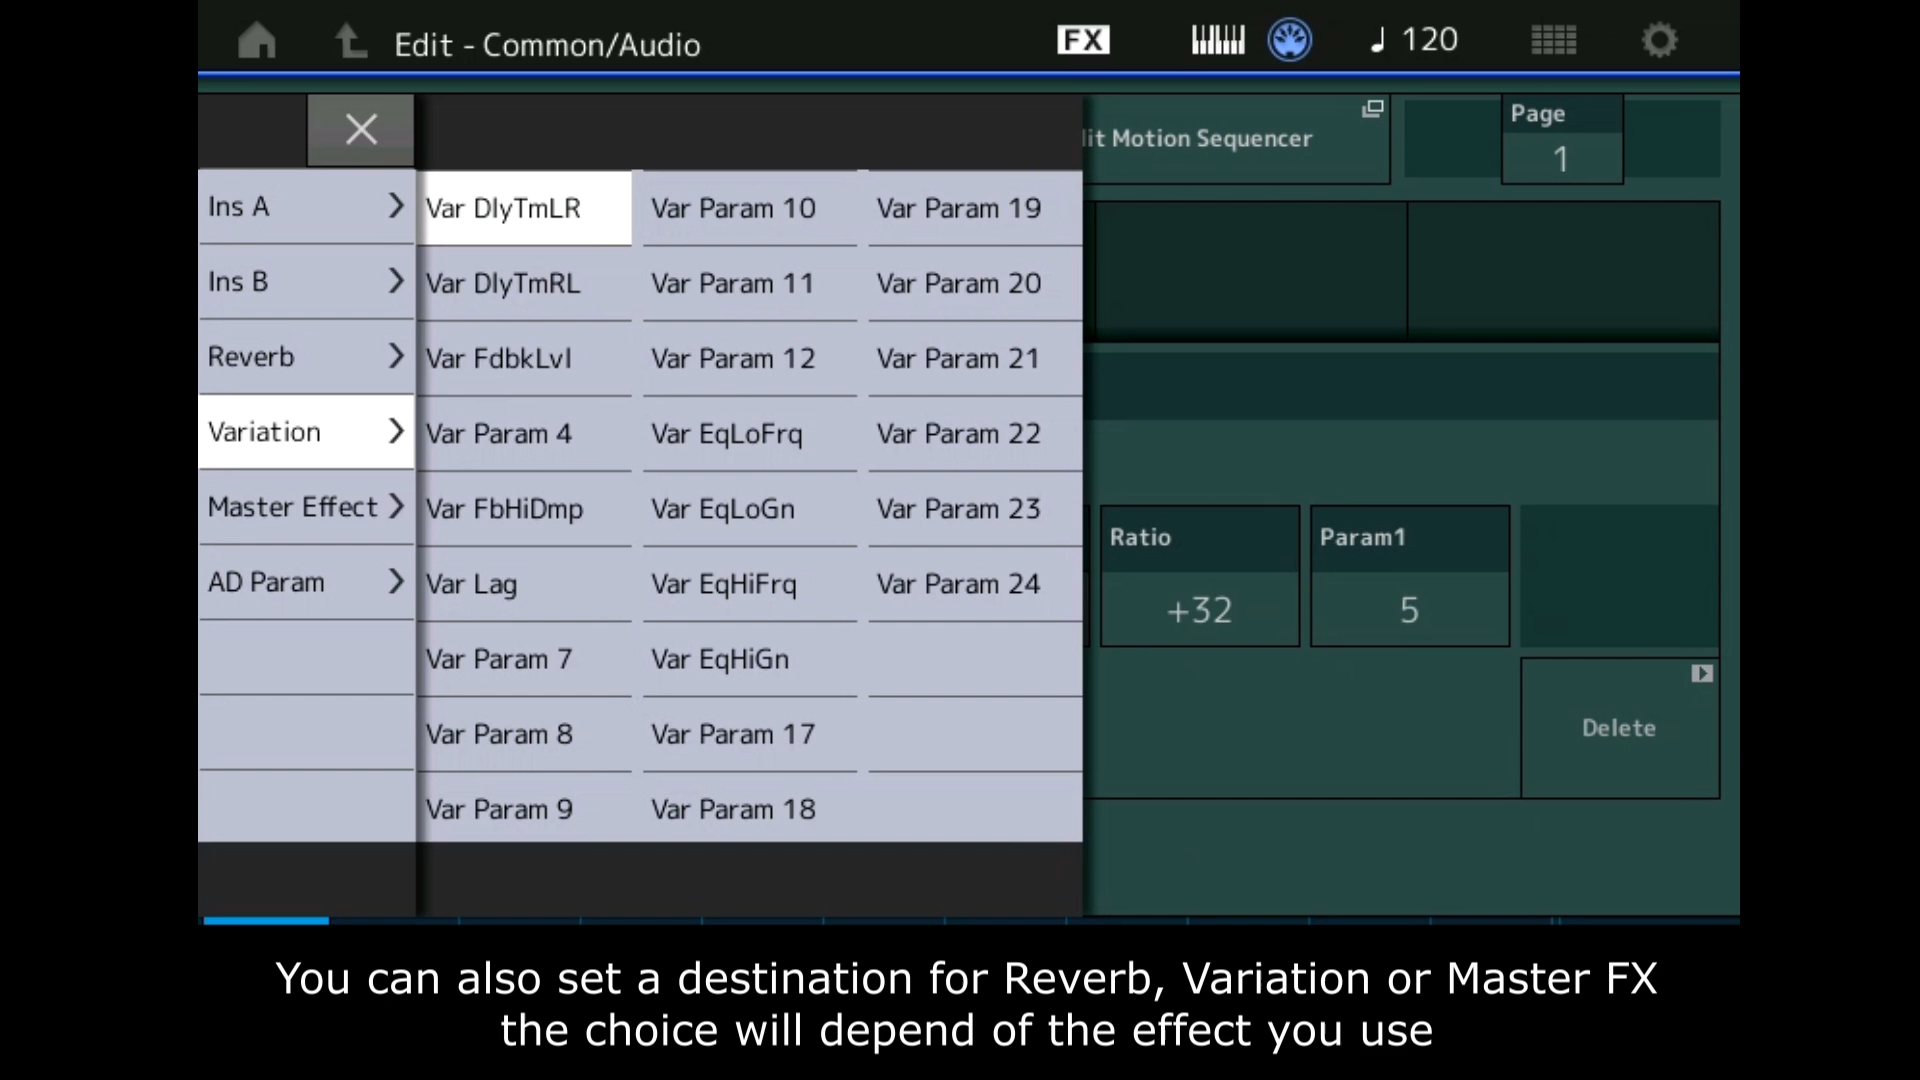 Edit - Common/Audio
FX
120
it Motion Sequencer
Page
1
Ins A
Ins B
Reverb
Variation
Master Effect
AD Param
Var DlyTmLR
Var DlyTmRL
Var FdbkLvl
Var Param 4
Var FbHiDmp
Var Lag
Var Param 7
Var Param 8
Var Param 9
Var Param 10
Var Param 11
Var Param 12
Var EqLoFrq
Var EqLoGn
Var EqHiFrq
Var EqHiGn
Var Param 17
Var Param 18
Var Param 19
Var Param 20
Var Param 21
Var Param 22
Var Param 23
Var Param 24
Ratio
+32
Param1
5
Delete
You can also set a destination for Reverb, Variation or Master FX
the choice will depend of the effect you use